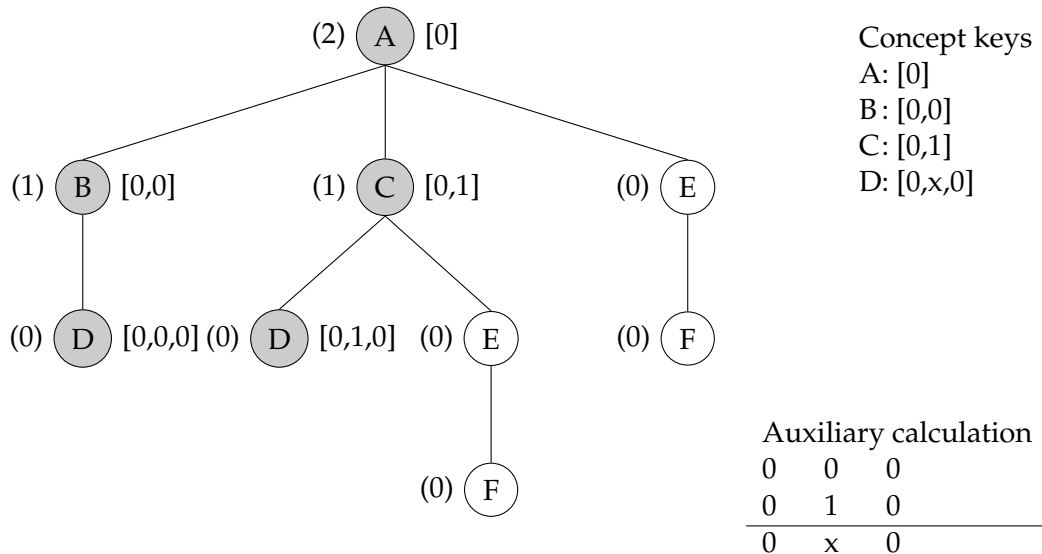 (2) A [0]
(1) B [0,0] (1) C [0,1] (0) E
(0) D [0,0,0] (0) D [0,1,0] (0) E (0) F
(0) F
Concept keys
A: [0]
B: [0,0]
C: [0,1]
D: [0,x,0]
Auxiliary calculation
0 0 0
0 1 0
0 x 0